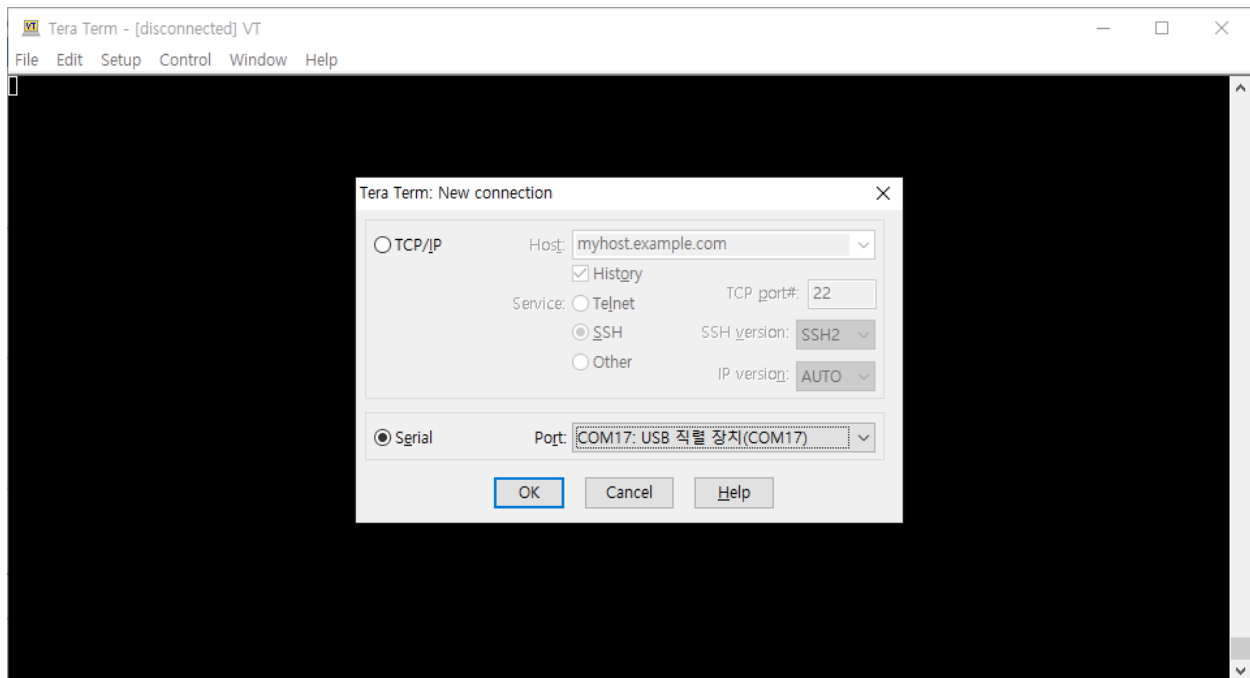 VT Tera Term - [disconnected] VT
File Edit Setup Control Window Help
Tera Term: New connection
TCP/IP Host: myhost.example.com
History
Service: Telnet TCP port#: 22
SSH SSH version: SSH2
Other IP version: AUTO
Serial Port: COM17: USB 직렬 장치(COM17)
OK Cancel Help